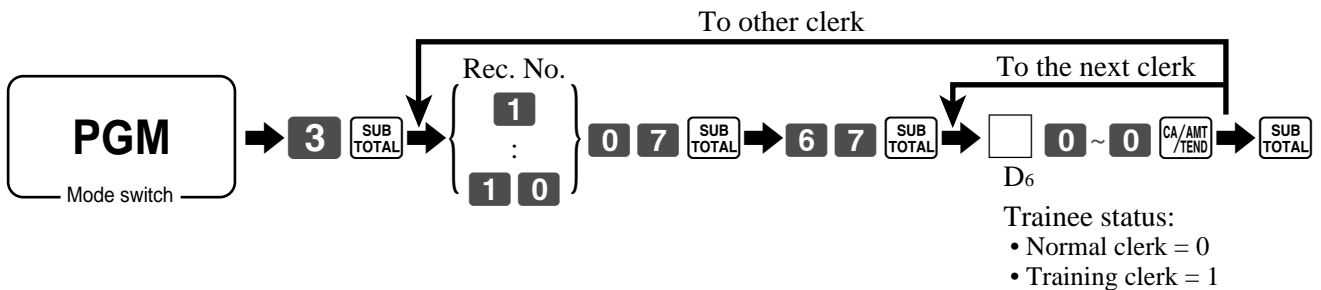 To other clerk
Rec. No.
To the next clerk
PGM
Mode switch
3 SUB TOTAL
1
:
1 0
0 7 SUB TOTAL
6 7 SUB TOTAL
0 ~ 0 CA/AMT /TEND
SUB TOTAL
D6
Trainee status:
• Normal clerk = 0
• Training clerk = 1